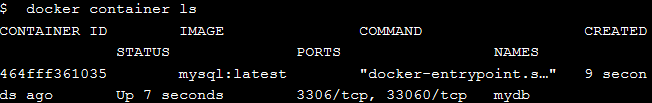 $  docker container ls
CONTAINER ID        IMAGE               COMMAND                  CREATED
             STATUS              PORTS                 NAMES
464fff361035        mysql:latest        "docker-entrypoint.s…"   9 secon
ds ago       Up 7 seconds        3306/tcp, 33060/tcp   mydb